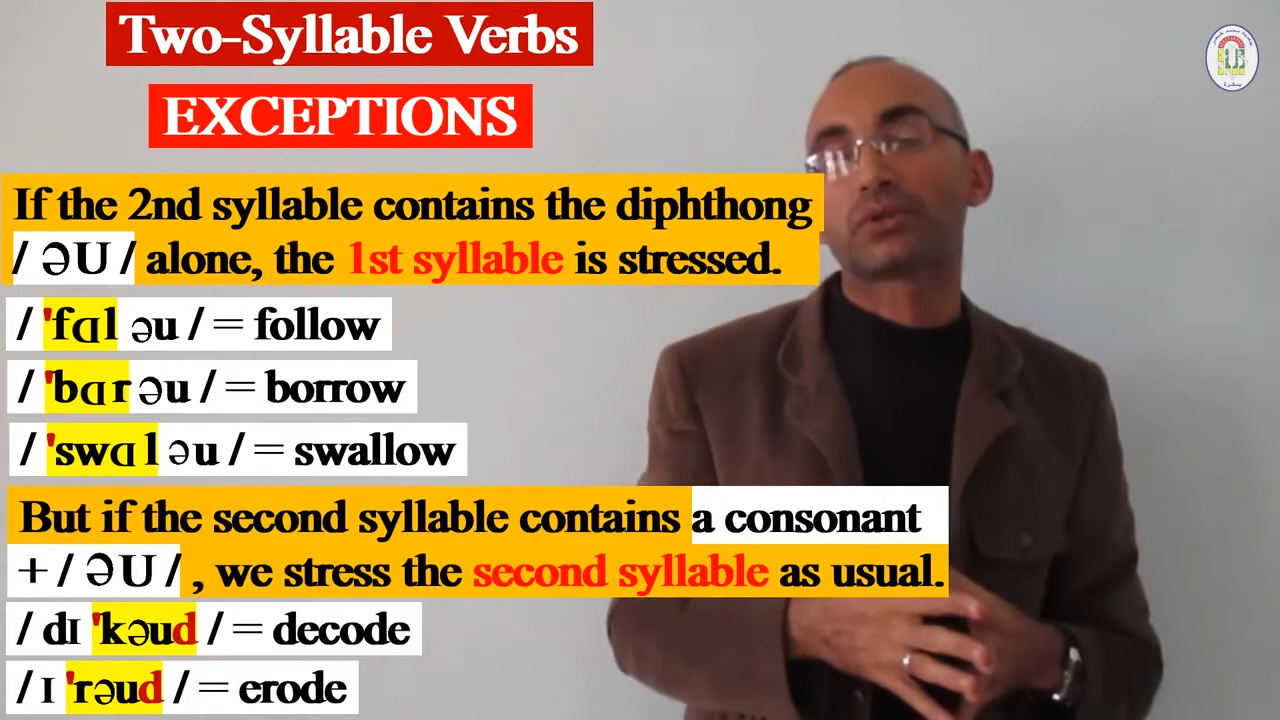 Two-Syllable Verbs
EXCEPTIONS
If the 2nd syllable contains the diphthong
/ ƏU / alone, the 1st syllable is stressed.
/ 'fɑl əu / = follow
/ 'bɑr əu / = borrow
/ 'swɑ l əu / = swallow
But if the second syllable contains a consonant
+ / ƏU / , we stress the second syllable as usual.
/ dɪ 'kəud / = decode
/ ɪ 'rəud / = erode